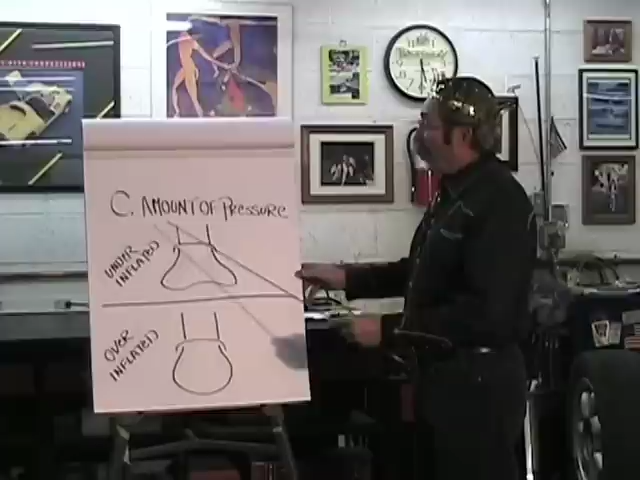 C. AMOUNT OF PRESSURE
UNDER
INFLATED
OVER
INFLATED